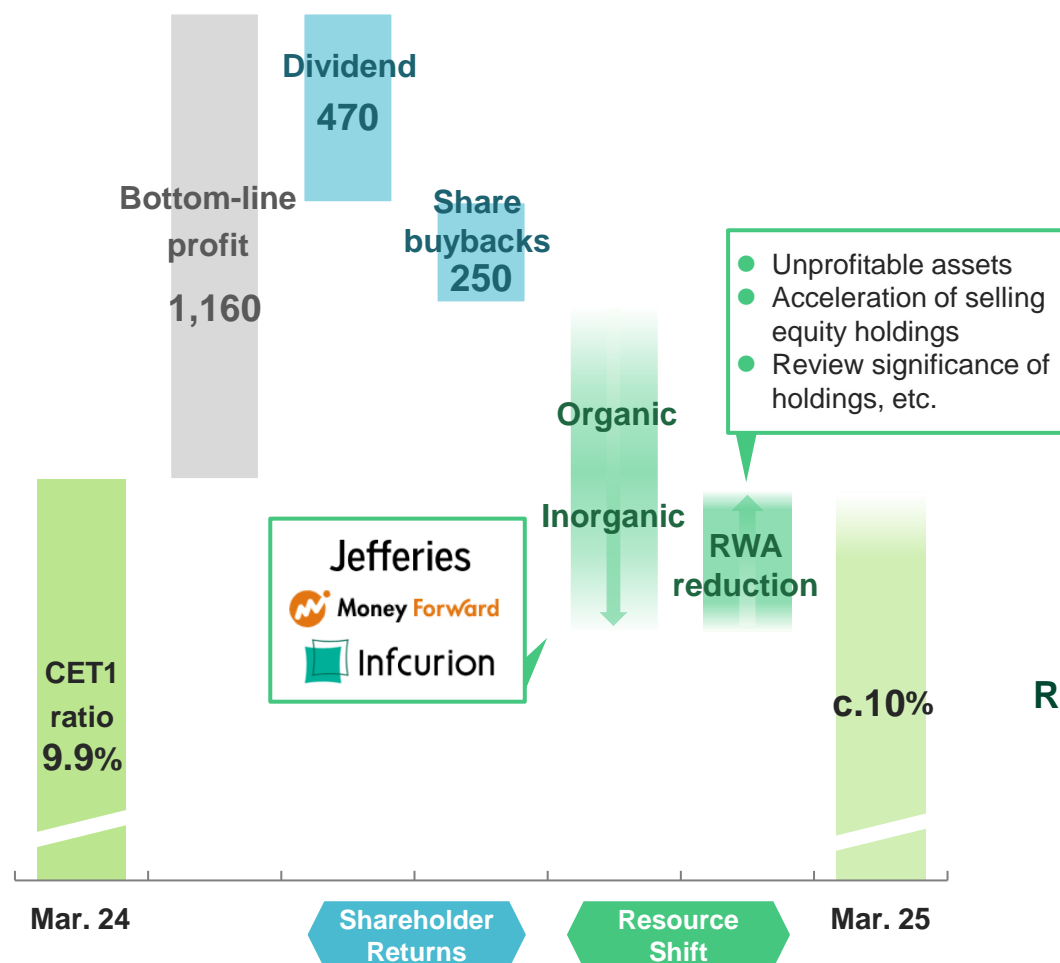 Dividend
470
Bottom-line
profit
1,160
Share
buybacks
250
● Unprofitable assets
● Acceleration of selling
equity holdings
● Review significance of
holdings, etc.
Organic
Inorganic
RWA
reduction
Jefferies
Money Forward
Infcurion
CET1
ratio
9.9%
c.10%
R
Mar. 24
Shareholder
Returns
Resource
Shift
Mar. 25